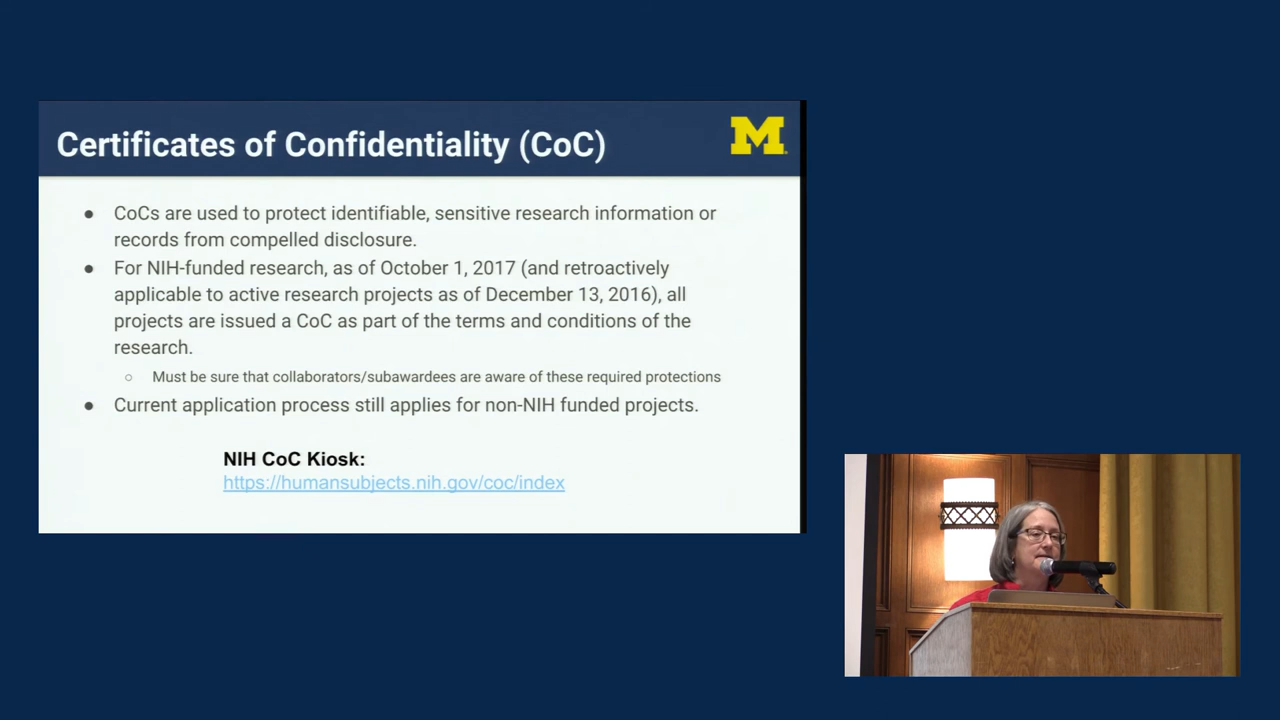 Certificates of Confidentiality (CoC)
M
● CoCs are used to protect identifiable, sensitive research information or
records from compelled disclosure.
● For NIH-funded research, as of October 1, 2017 (and retroactively
applicable to active research projects as of December 13, 2016), all
projects are issued a CoC as part of the terms and conditions of the
research.
○ Must be sure that collaborators/subawardees are aware of these required protections
● Current application process still applies for non-NIH funded projects.
NIH CoC Kiosk:
https://humansubjects.nih.gov/coc/index